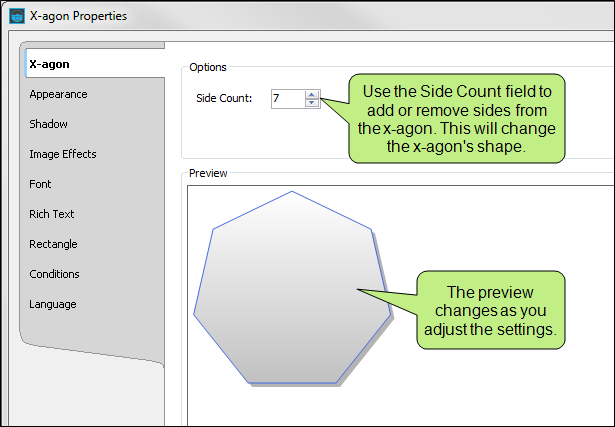 X-agon Properties
X-agon
Appearance
Shadow
Image Effects
Font
Rich Text
Rectangle
Conditions
Language
Options
Side Count:
7
Use the Side Count field to
add or remove sides from
the x-agon. This will change
the x-agon's shape.
Preview
The preview
changes as you
adjust the settings.